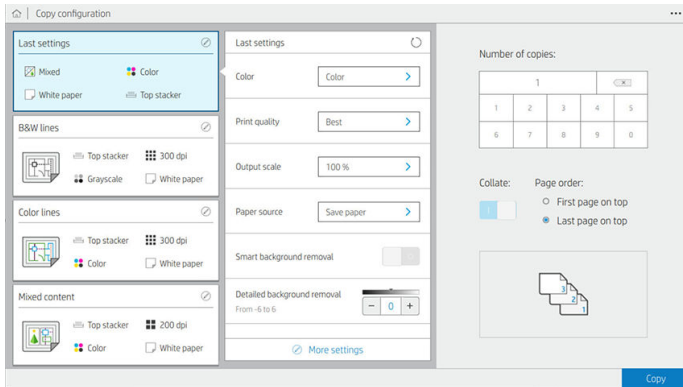 Copy configuration
Last settings
Mixed
Color
White paper
Top stacker
B&W lines
Top stacker
300 dpi
Grayscale
White paper
Color lines
Top stacker
300 dpi
Color
White paper
Mixed content
Top stacker
200 dpi
Color
White paper
Last settings
Color
Color
Print quality
Best
Output scale
100 %
Paper source
Save paper
Smart background removal
Detailed background removal
From -6 to 6
− 0 +
More settings
Number of copies:
1
1 2 3 4 5
6 7 8 9 0
Collate:
Page order:
First page on top
Last page on top
3
2
1
Copy